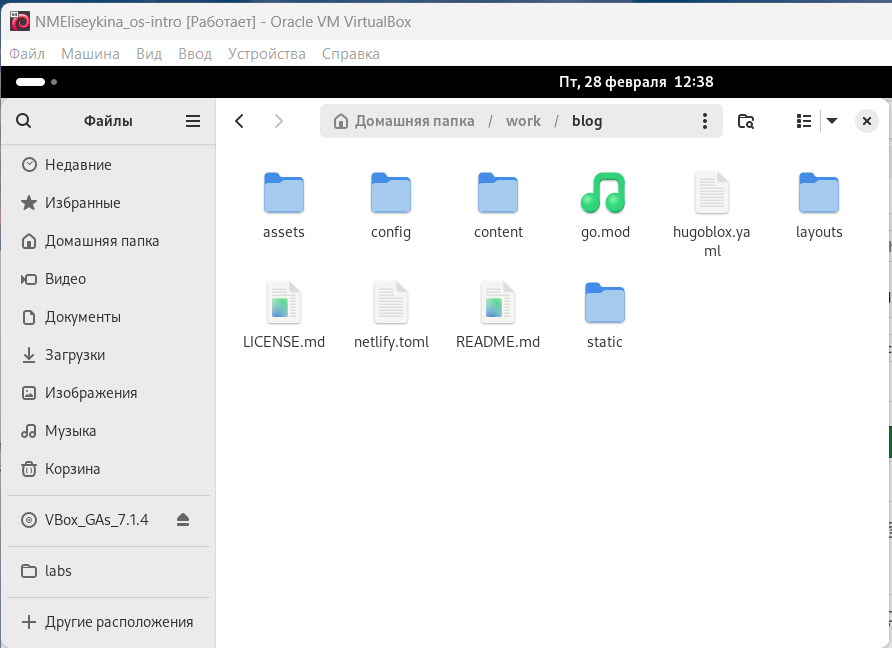 NMEliseykina_os-intro [Работает] - Oracle VM VirtualBox
Файл Машина Вид Ввод Устройства Справка
Пт, 28 февраля 12:38
Файлы
Домашняя папка / work / blog
Недавние
Избранные
Домашняя папка
Видео
Документы
Загрузки
Изображения
Музыка
Корзина
VBox_GAs_7.1.4
labs
Другие расположения
assets
config
content
go.mod
hugoblox.ya
ml
layouts
LICENSE.md
netlify.toml
README.md
static